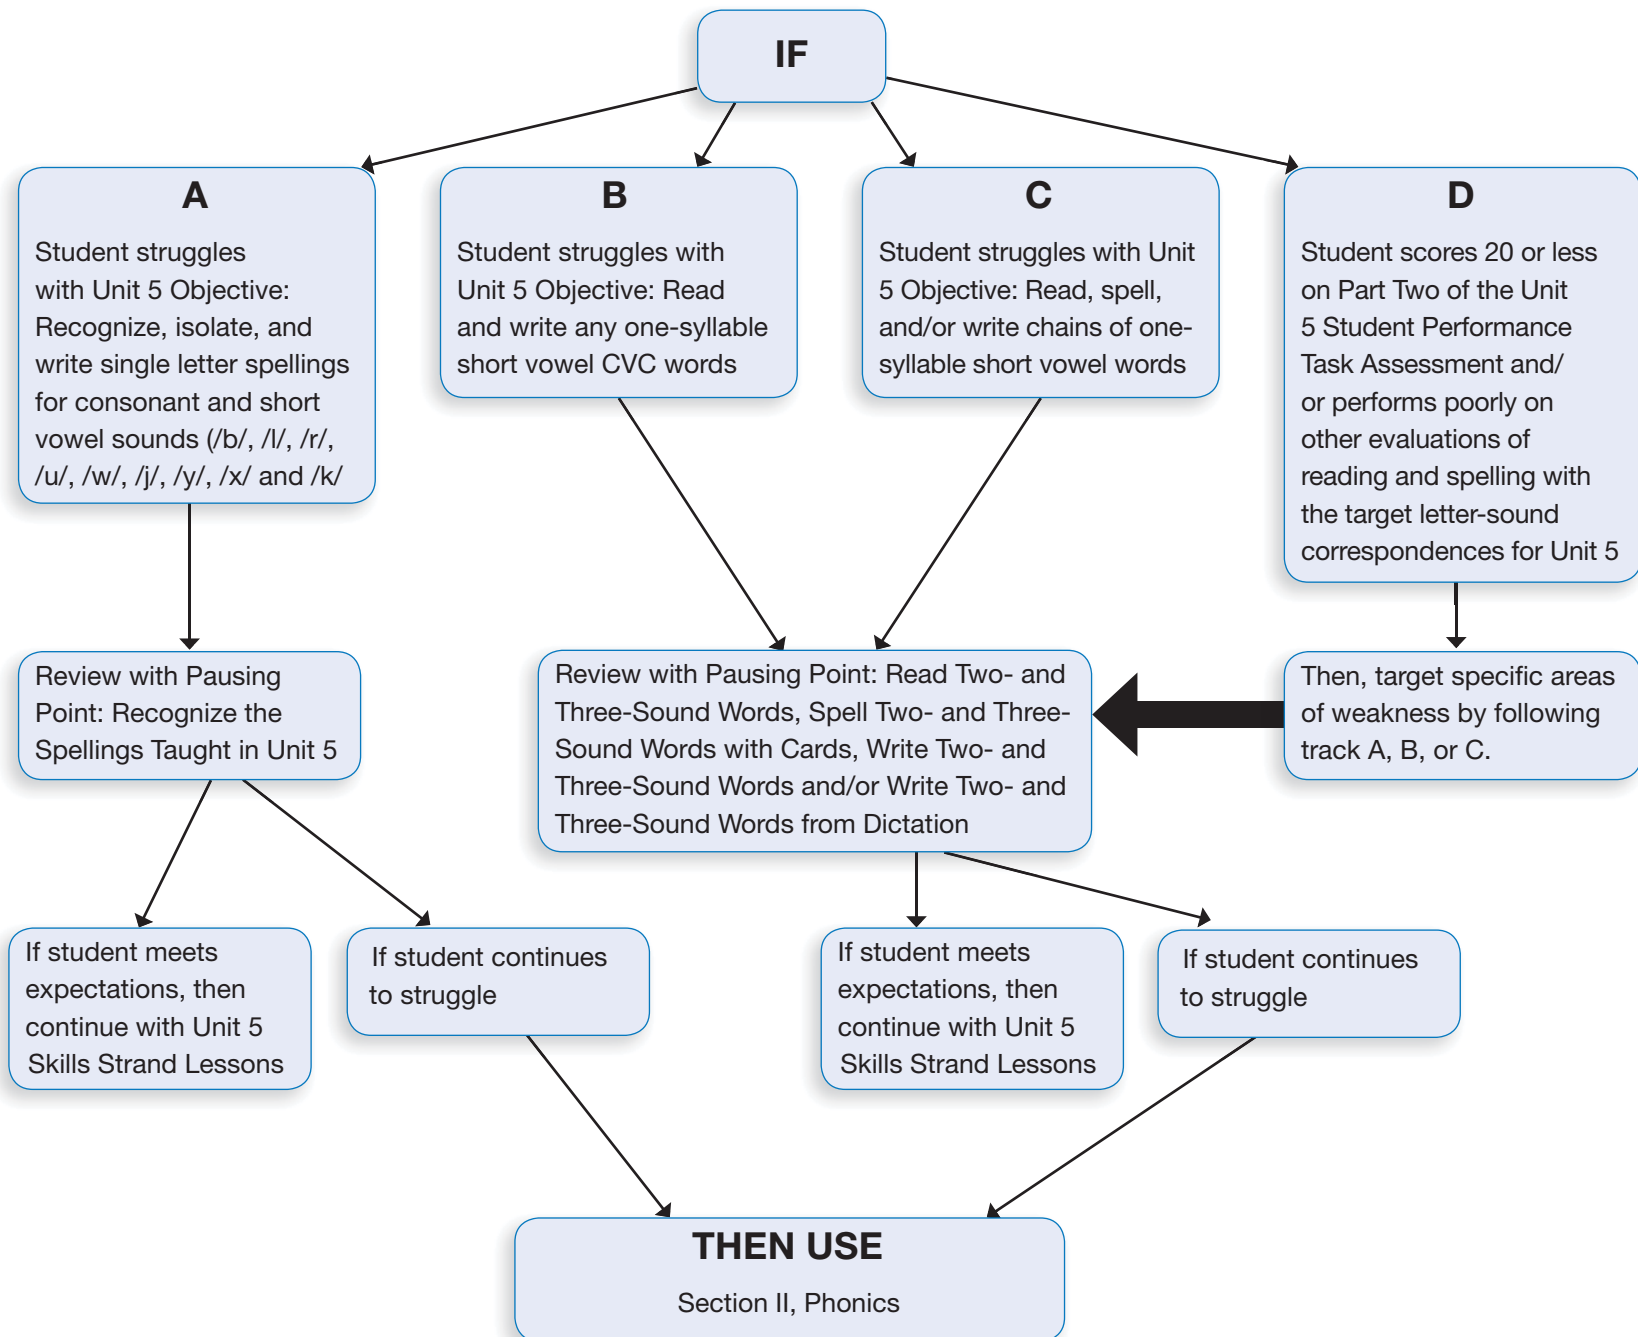 IF
A
Student struggles
with Unit 5 Objective:
Recognize, isolate, and
write single letter spellings
for consonant and short
vowel sounds (/b/, /l/, /r/,
/u/, /w/, /j/, /y/, /x/ and /k/
B
Student struggles with
Unit 5 Objective: Read
and write any one-syllable
short vowel CVC words
C
Student struggles with Unit
5 Objective: Read, spell,
and/or write chains of one-
syllable short vowel words
D
Student scores 20 or less
on Part Two of the Unit
5 Student Performance
Task Assessment and/
or performs poorly on
other evaluations of
reading and spelling with
the target letter-sound
correspondences for Unit 5
Review with Pausing
Point: Recognize the
Spellings Taught in Unit 5
Review with Pausing Point: Read Two- and
Three-Sound Words, Spell Two- and Three-
Sound Words with Cards, Write Two- and
Three-Sound Words and/or Write Two- and
Three-Sound Words from Dictation
Then, target specific areas
of weakness by following
track A, B, or C.
If student meets
expectations, then
continue with Unit 5
Skills Strand Lessons
If student continues
to struggle
If student meets
expectations, then
continue with Unit 5
Skills Strand Lessons
If student continues
to struggle
THEN USE
Section II, Phonics